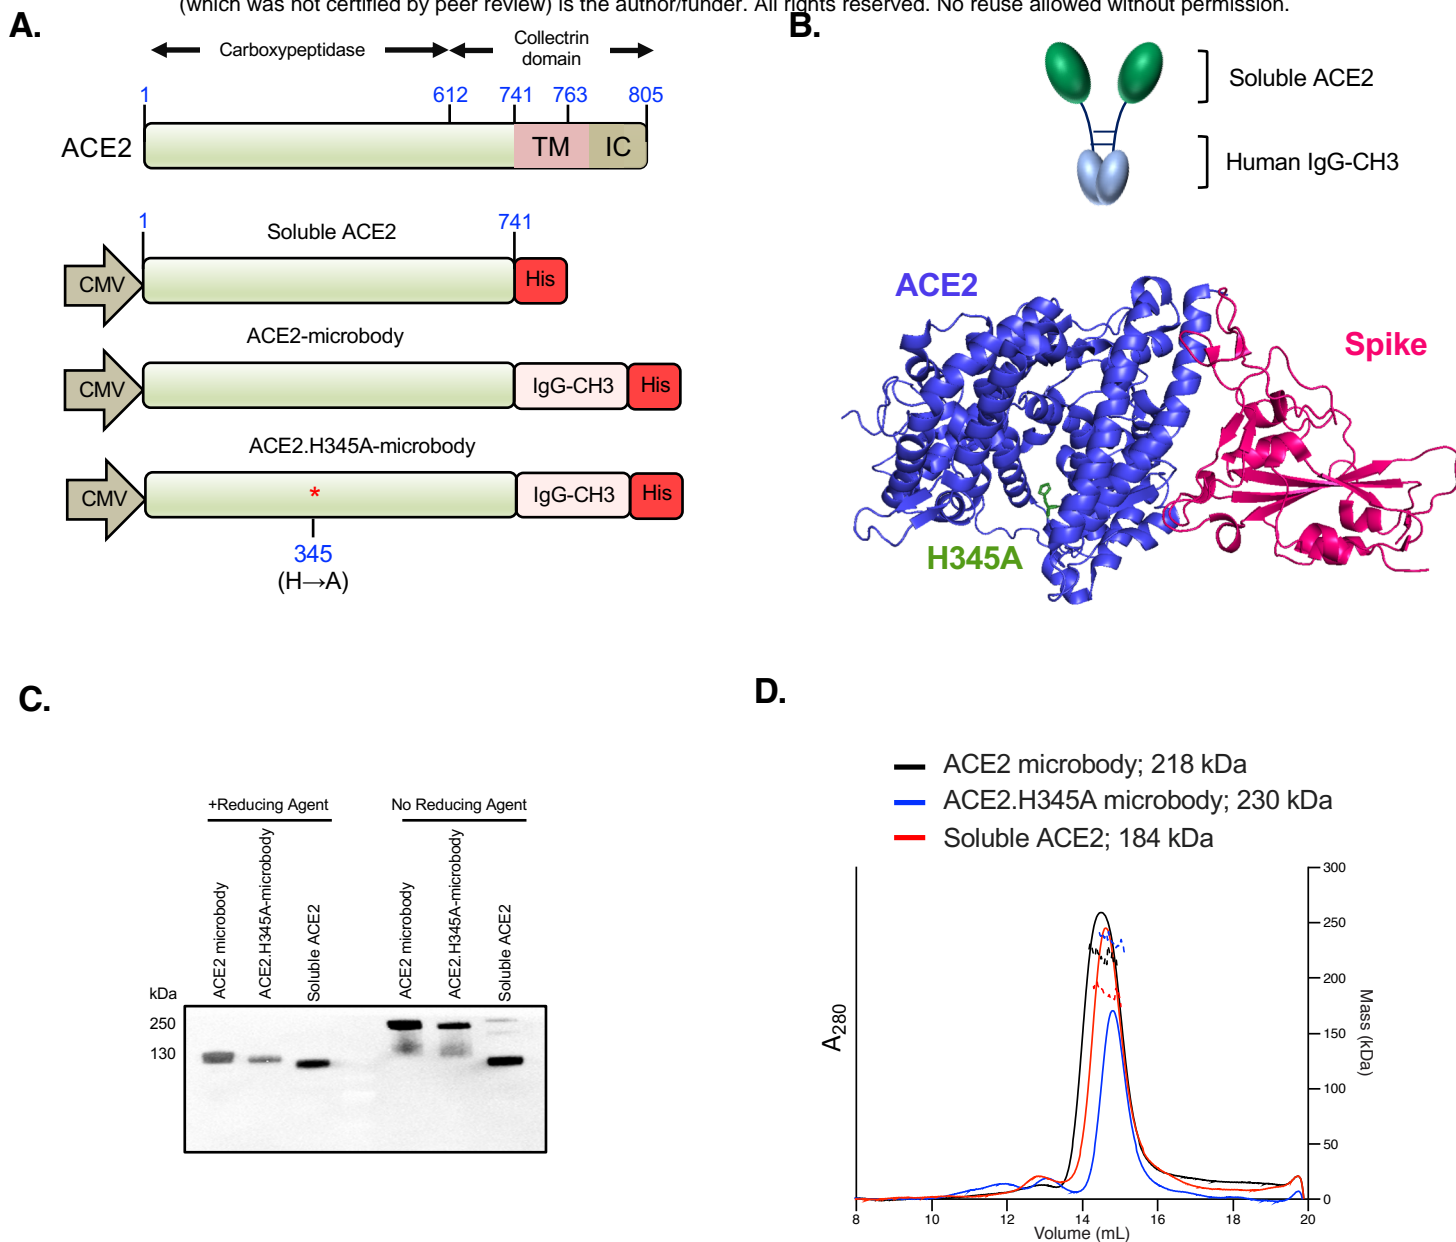 (which was not certified by peer review) is the author/funder. All rights reserved. No reuse allowed without permission.
A.
Carboxypeptidase
Collectrin
domain
1
612
741
763
805
ACE2
TM
IC
1
741
Soluble ACE2
CMV
His
ACE2-microbody
CMV
IgG-CH3
His
ACE2.H345A-microbody
CMV
*
IgG-CH3
His
345
(H→A)
B.
Soluble ACE2
Human IgG-CH3
ACE2
Spike
H345A
C.
+Reducing Agent
No Reducing Agent
ACE2 microbody
ACE2.H345A-microbody
Soluble ACE2
ACE2 microbody
ACE2.H345A-microbody
Soluble ACE2
kDa
250
130
D.
ACE2 microbody; 218 kDa
ACE2.H345A microbody; 230 kDa
Soluble ACE2; 184 kDa
A280
300
250
200
150
100
50
0
Mass (kDa)
8
10
12
14
16
18
20
Volume (mL)